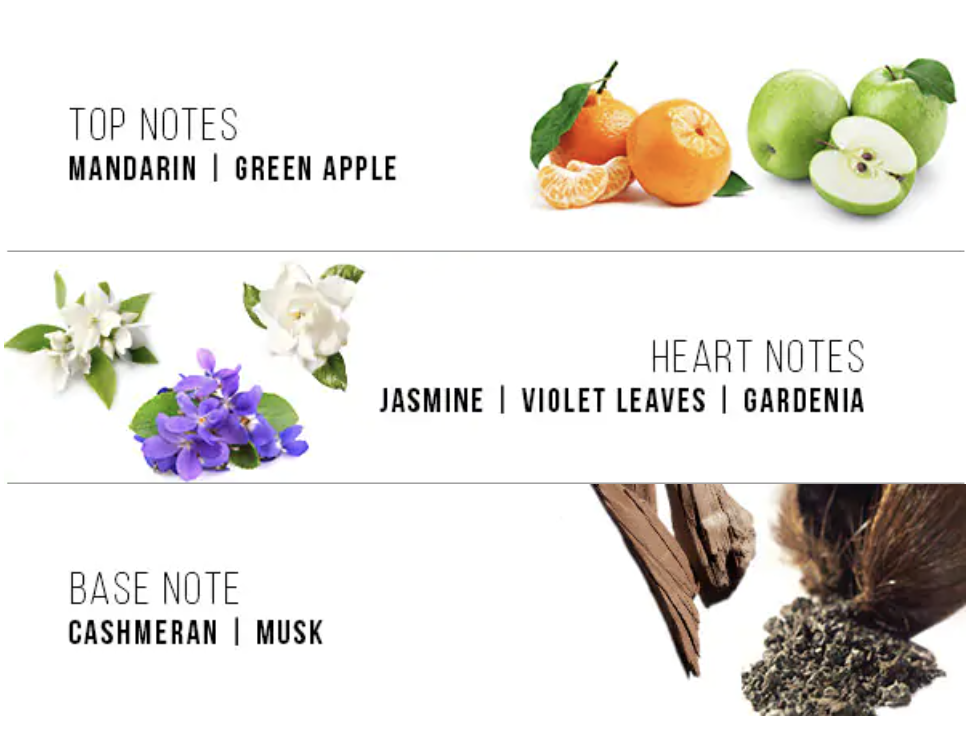 TOP NOTES
MANDARIN | GREEN APPLE
HEART NOTES
JASMINE | VIOLET LEAVES | GARDENIA
BASE NOTE
CASHMERAN | MUSK